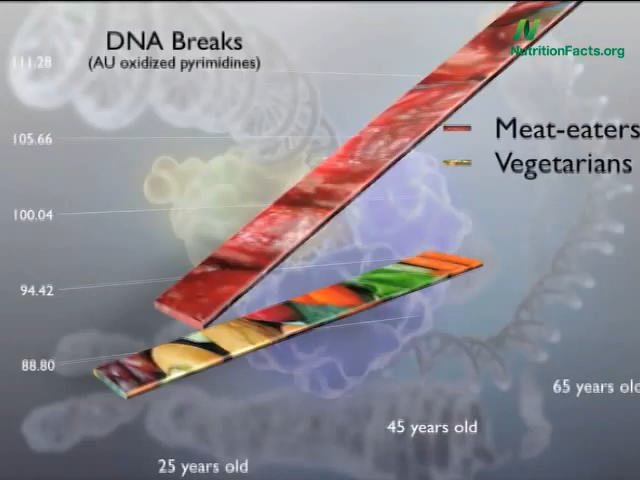 DNA Breaks
(AU oxidized pyrimidines)
NutritionFacts.org
111.28
105.66
100.04
94.42
88.80
Meat-eaters
Vegetarians
25 years old
45 years old
65 years old